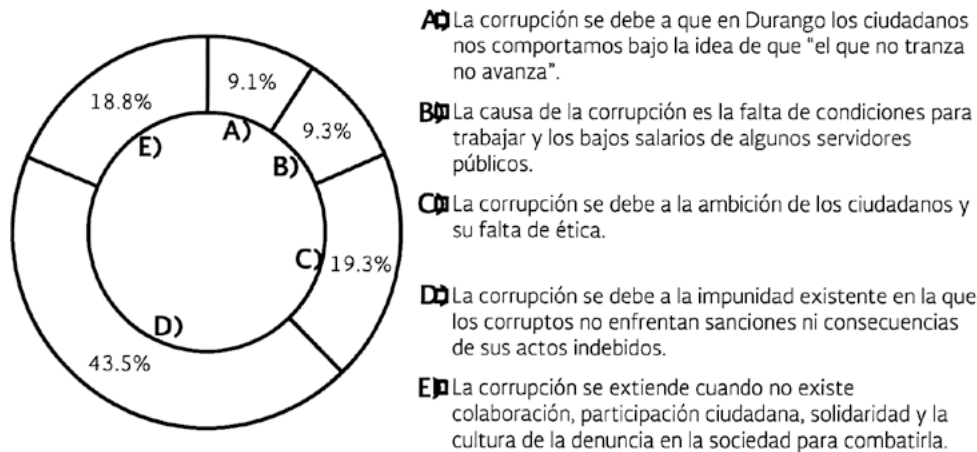 18.8%
9.1%
9.3%
19.3%
43.5%
A)
B)
C)
D)
E)
A) La corrupción se debe a que en Durango los ciudadanos
nos comportamos bajo la idea de que “el que no tranza
no avanza”.
B) La causa de la corrupción es la falta de condiciones para
trabajar y los bajos salarios de algunos servidores
públicos.
C) La corrupción se debe a la ambición de los ciudadanos y
su falta de ética.
D) La corrupción se debe a la impunidad existente en la que
los corruptos no enfrentan sanciones ni consecuencias
de sus actos indebidos.
E) La corrupción se extiende cuando no existe
colaboración, participación ciudadana, solidaridad y la
cultura de la denuncia en la sociedad para combatirla.